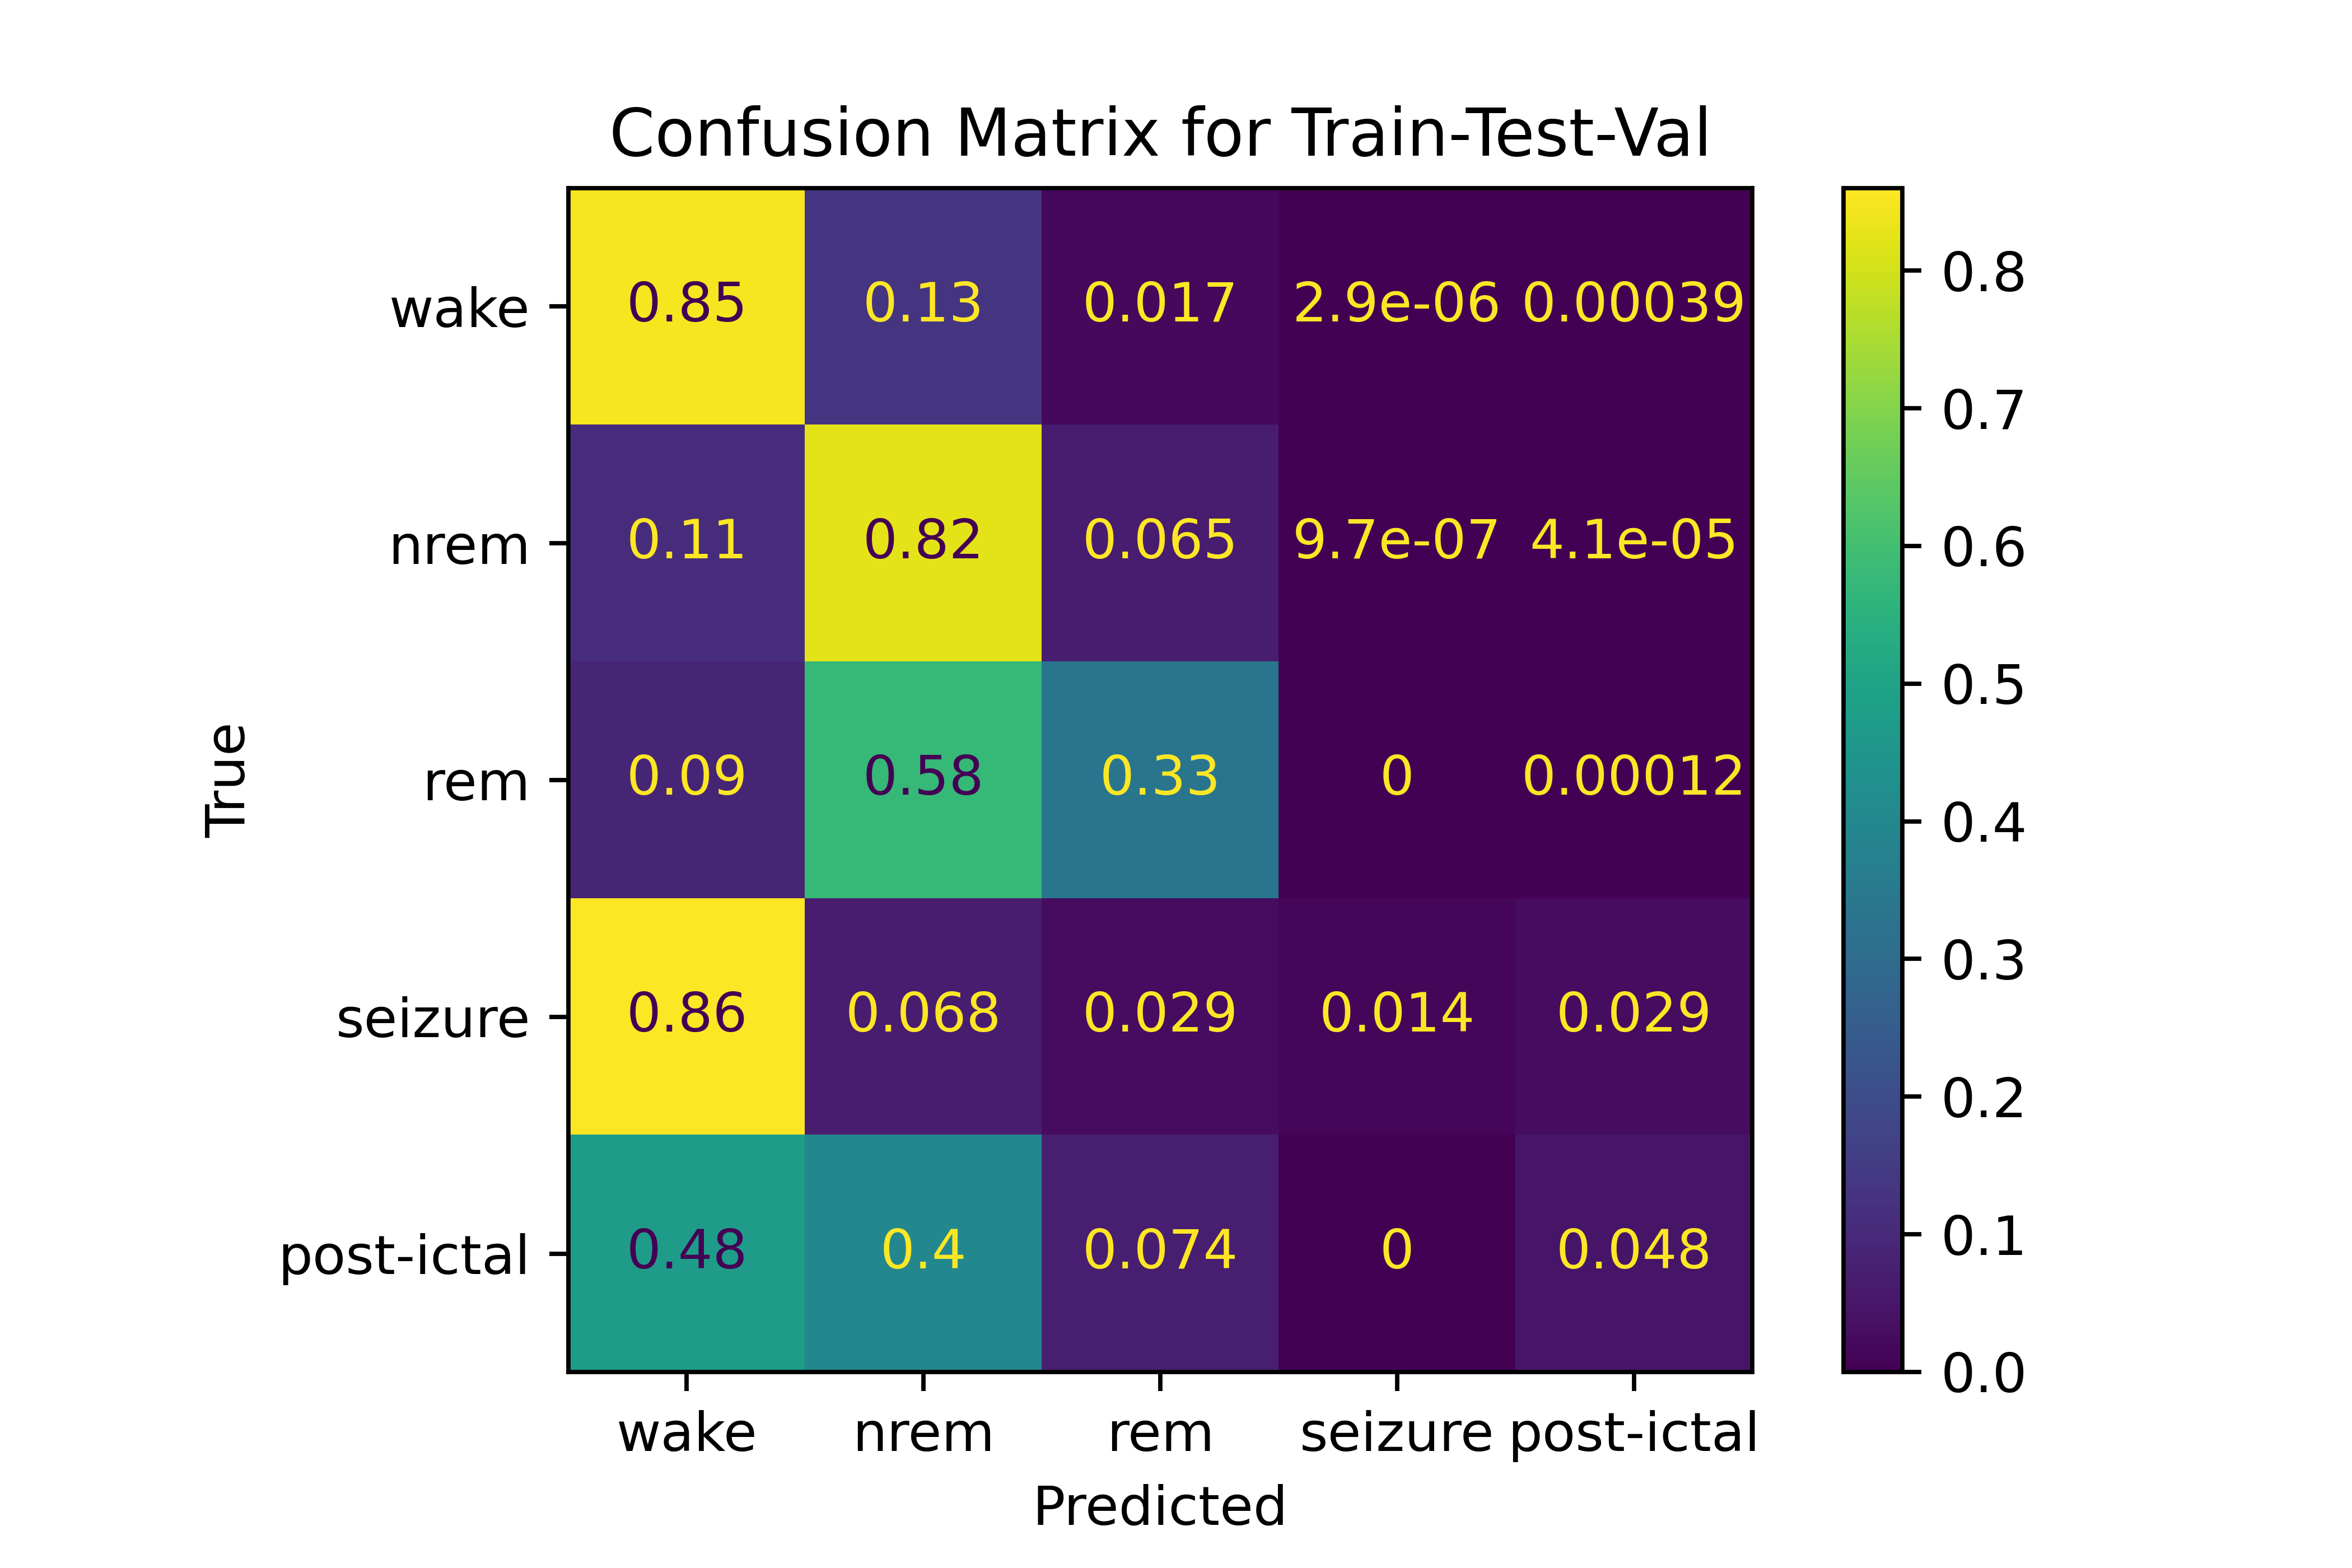 Confusion Matrix for Train-Test-Val
wake 0.85 0.13 0.017 2.9e-06 0.00039
nrem 0.11 0.82 0.065 9.7e-07 4.1e-05
rem 0.09 0.58 0.33 0 0.00012
seizure 0.86 0.068 0.029 0.014 0.029
post-ictal 0.48 0.4 0.074 0 0.048
True
wake nrem rem seizure post-ictal
Predicted
0.8
0.7
0.6
0.5
0.4
0.3
0.2
0.1
0.0